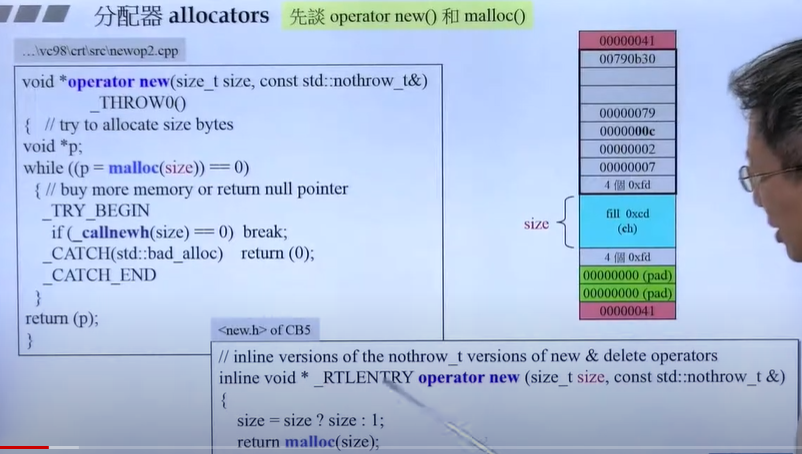 分配器 allocators 先談 operator new() 和 malloc()
...\vc98\crt\src\newop2.cpp
void *operator new(size_t size, const std::nothrow_t&)
_THROW0()
{ // try to allocate size bytes
void *p;
while ((p = malloc(size)) == 0)
{ // buy more memory or return null pointer
_TRY_BEGIN
if (_callnewh(size) == 0) break;
_CATCH(std::bad_alloc) return (0);
_CATCH_END
}
return (p);
}
<new.h> of CB5
// inline versions of the nothrow_t versions of new & delete operators
inline void * _RTLENTRY operator new (size_t size, const std::nothrow_t &)
{
size = size ? size : 1;
return malloc(size);
00000041
00790b30
00000079
0000000c
00000002
00000007
4 個 0xfd
size
fill 0xcd
(ch)
4 個 0xfd
00000000 (pad)
00000000 (pad)
00000041